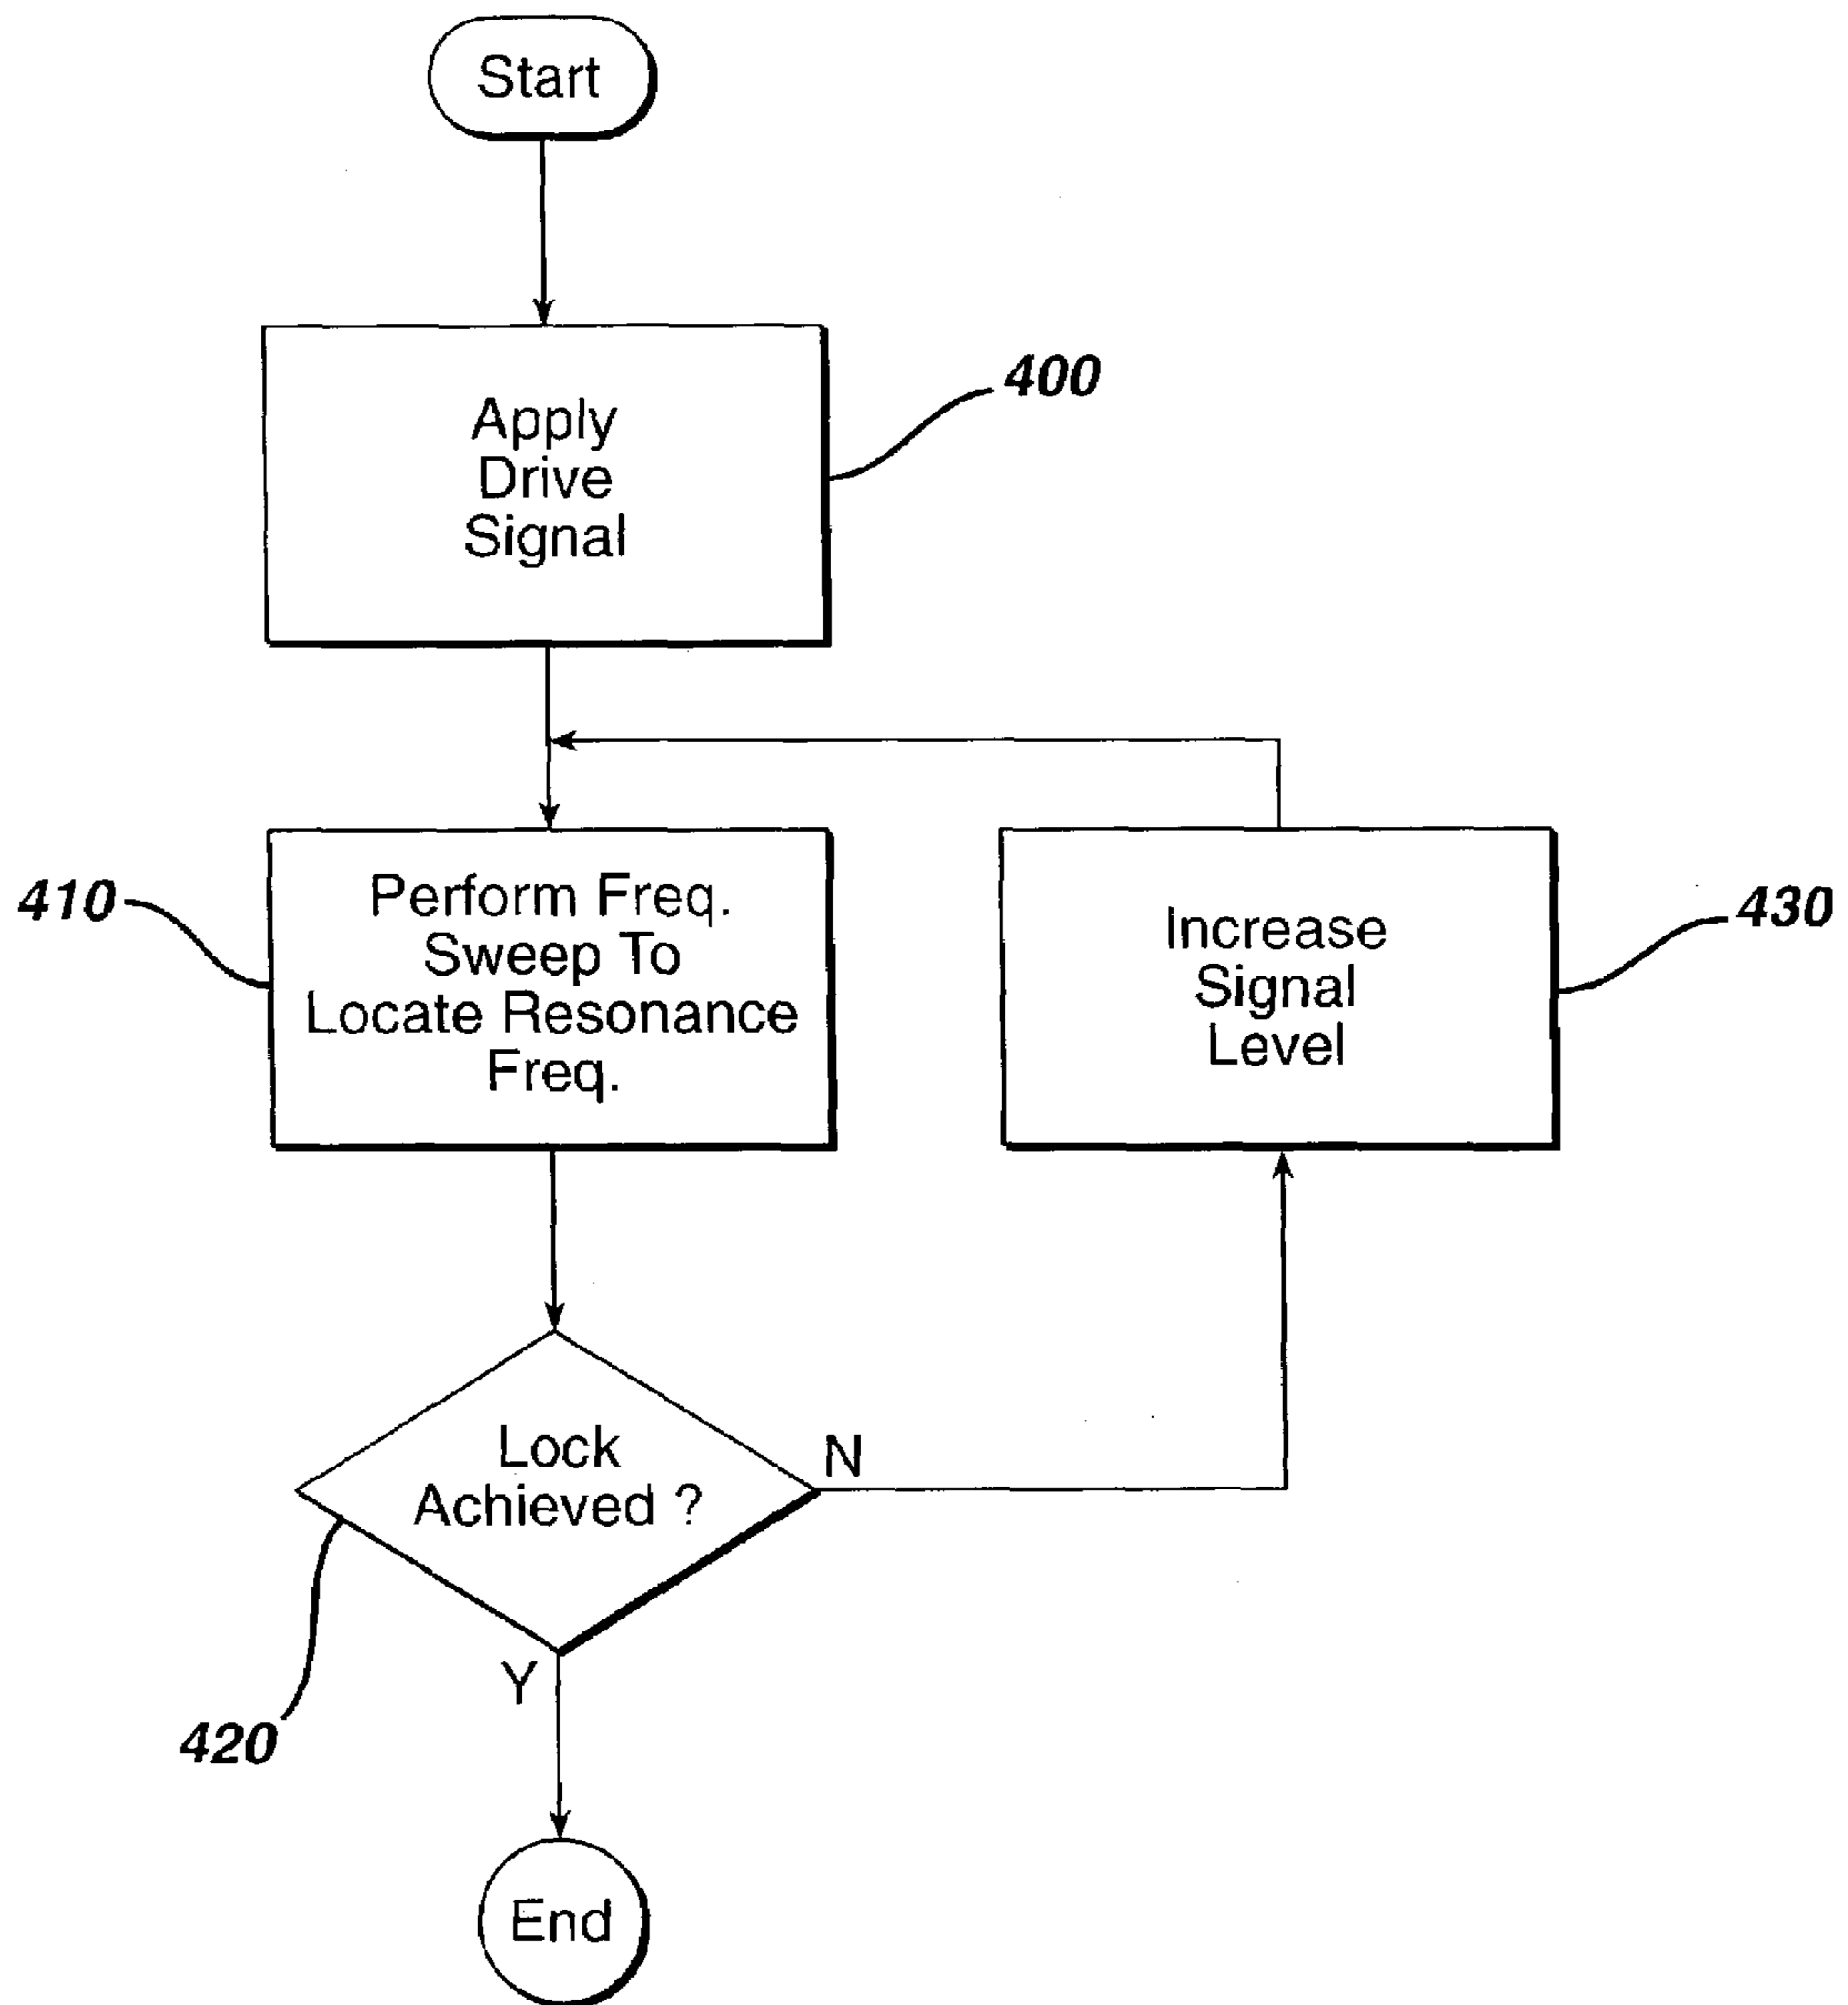 Start
Apply
Drive
Signal
400
410
Perform Freq.
Sweep To
Locate Resonance
Freq.
Increase
Signal
Level
430
Lock
Achieved ?
N
Y
420
End